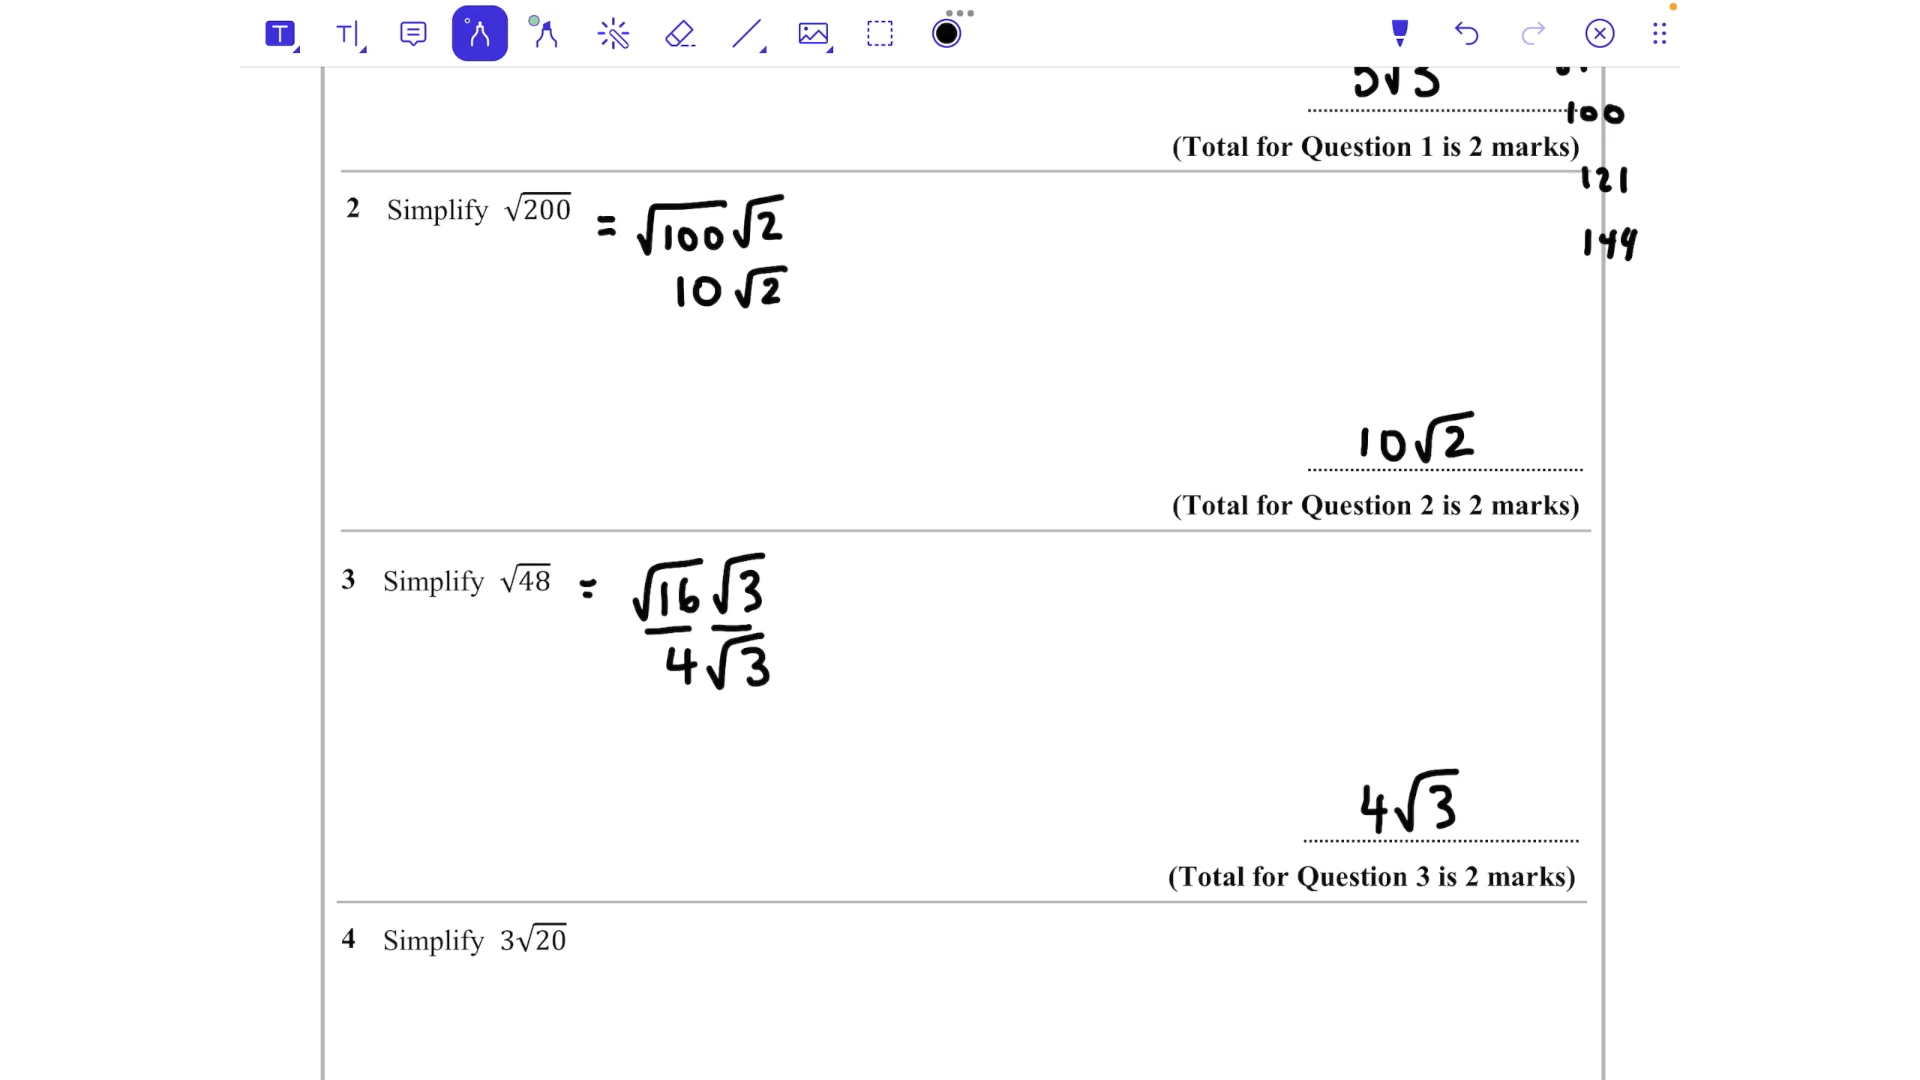 5√3
100
(Total for Question 1 is 2 marks)
121
144
2 Simplify √200 = √100 √2
10 √2
10√2
(Total for Question 2 is 2 marks)
3 Simplify √48 = √16 √3
4√3
4√3
(Total for Question 3 is 2 marks)
4 Simplify 3√20